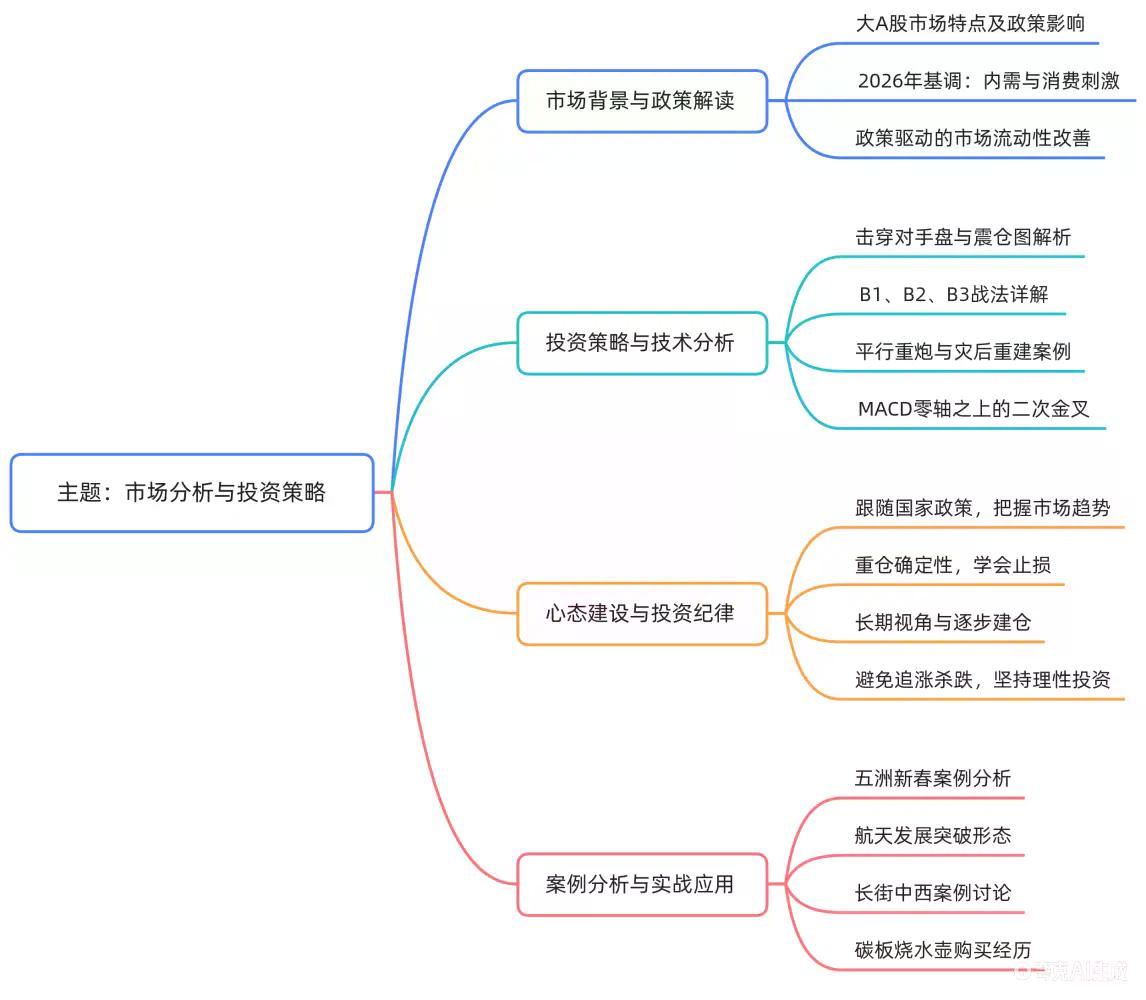 主题：市场分析与投资策略
市场背景与政策解读
大A股市场特点及政策影响
2026年基调：内需与消费刺激
政策驱动的市场流动性改善
投资策略与技术分析
击穿对手盘与震仓图解析
B1、B2、B3战法详解
平行重炮与灾后重建案例
MACD零轴之上的二次金叉
心态建设与投资纪律
跟随国家政策，把握市场趋势
重仓确定性，学会止损
长期视角与逐步建仓
避免追涨杀跌，坚持理性投资
案例分析与实战应用
五洲新春案例分析
航天发展突破形态
长街中西案例讨论
碳板烧水壶购买经历
夸克AI生成